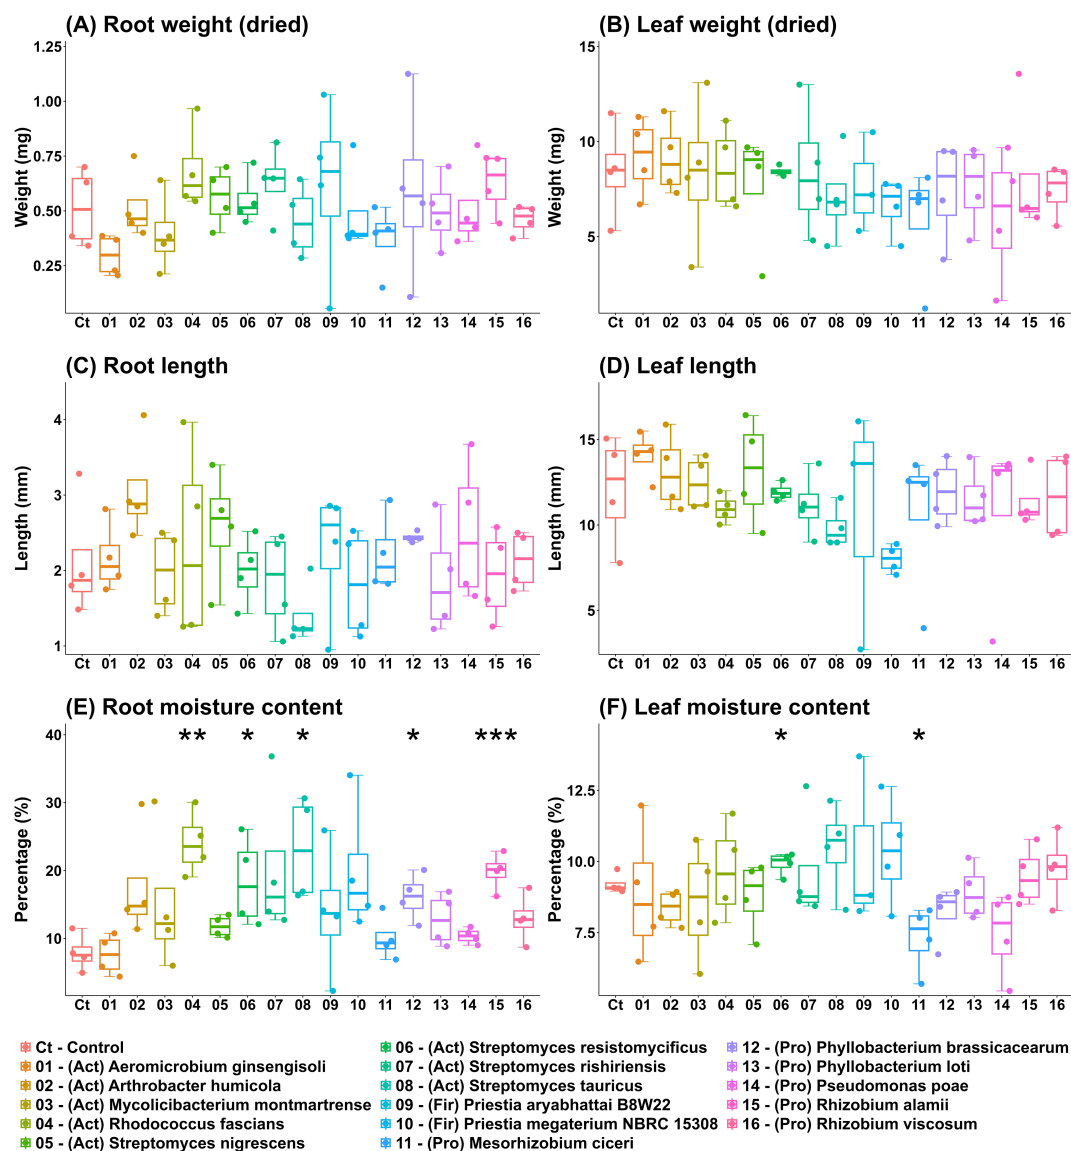 (A) Root weight (dried)
Weight (mg)
1.25
1.00
0.75
0.50
0.25
Ct 01 02 03 04 05 06 07 08 09 10 11 12 13 14 15 16
(B) Leaf weight (dried)
Weight (mg)
15
10
5
Ct 01 02 03 04 05 06 07 08 09 10 11 12 13 14 15 16
(C) Root length
Length (mm)
4
3
2
1
Ct 01 02 03 04 05 06 07 08 09 10 11 12 13 14 15 16
(D) Leaf length
Length (mm)
15
10
5
Ct 01 02 03 04 05 06 07 08 09 10 11 12 13 14 15 16
(E) Root moisture content
Percentage (%)
40
30
20
10
** * * * ***
Ct 01 02 03 04 05 06 07 08 09 10 11 12 13 14 15 16
(F) Leaf moisture content
Percentage (%)
12.5
10.0
7.5
* *
Ct 01 02 03 04 05 06 07 08 09 10 11 12 13 14 15 16
Ct - Control
01 - (Act) Aeromicrobium ginsengisoli
02 - (Act) Arthrobacter humicola
03 - (Act) Mycolicibacterium montmartrense
04 - (Act) Rhodococcus fascians
05 - (Act) Streptomyces nigrescens
06 - (Act) Streptomyces resistomycificus
07 - (Act) Streptomyces rishiriensis
08 - (Act) Streptomyces tauricus
09 - (Fir) Priestia aryabhattai B8W22
10 - (Fir) Priestia megaterium NBRC 15308
11 - (Pro) Mesorhizobium ciceri
12 - (Pro) Phyllobacterium brassicacearum
13 - (Pro) Phyllobacterium loti
14 - (Pro) Pseudomonas poae
15 - (Pro) Rhizobium alamii
16 - (Pro) Rhizobium viscosum